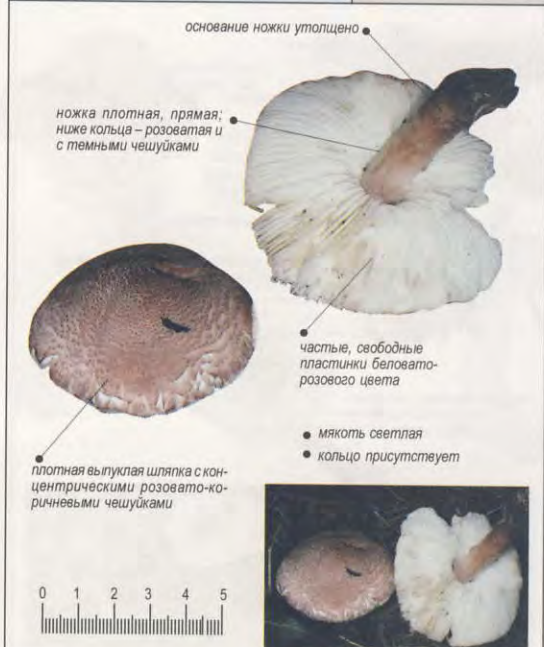 основание ножки утолщено
ножка плотная, прямая;
ниже кольца – розоватая и
с темными чешуйками
частые, свободные
пластинки беловато-
розового цвета
• мякоть светлая
• кольцо присутствует
плотная выпуклая шляпка с кон-
центрическими розовато-ко-
ричневыми чешуйками
0 1 2 3 4 5